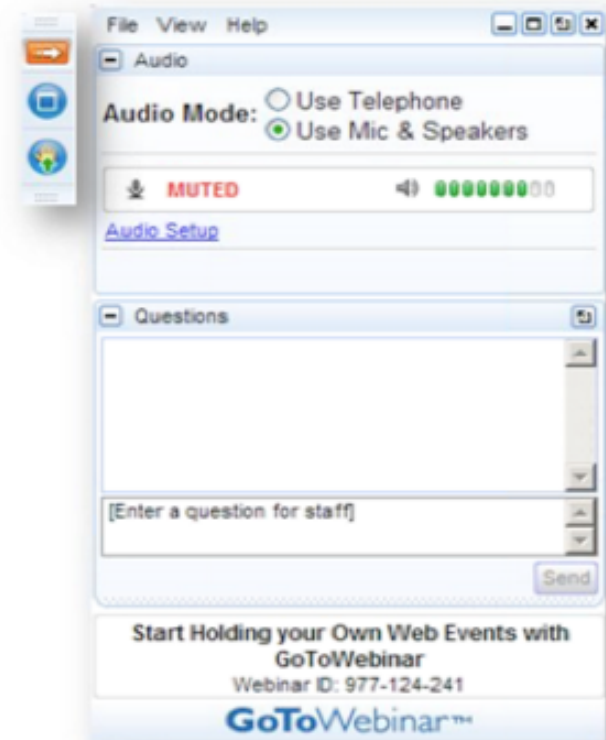 File View Help
Audio
Audio Mode: Use Telephone
Use Mic & Speakers
MUTED
Audio Setup
Questions
[Enter a question for staff]
Send
Start Holding your Own Web Events with
GoToWebinar
Webinar ID: 977-124-241
GoToWebinar™